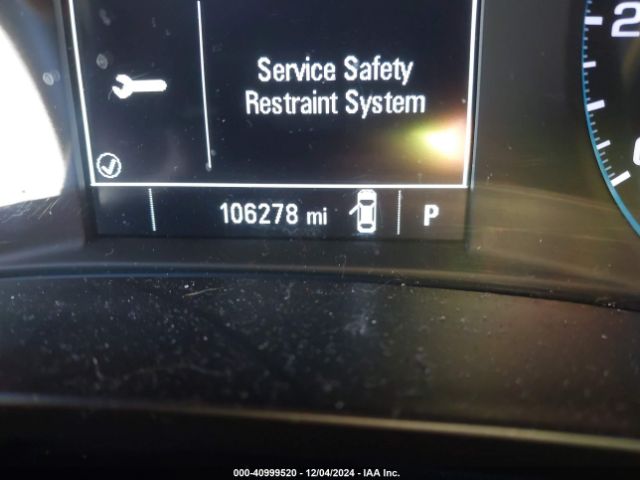 Service Safety
Restraint System
106278 mi P
000-40999520 - 12/04/2024 - IAA Inc.